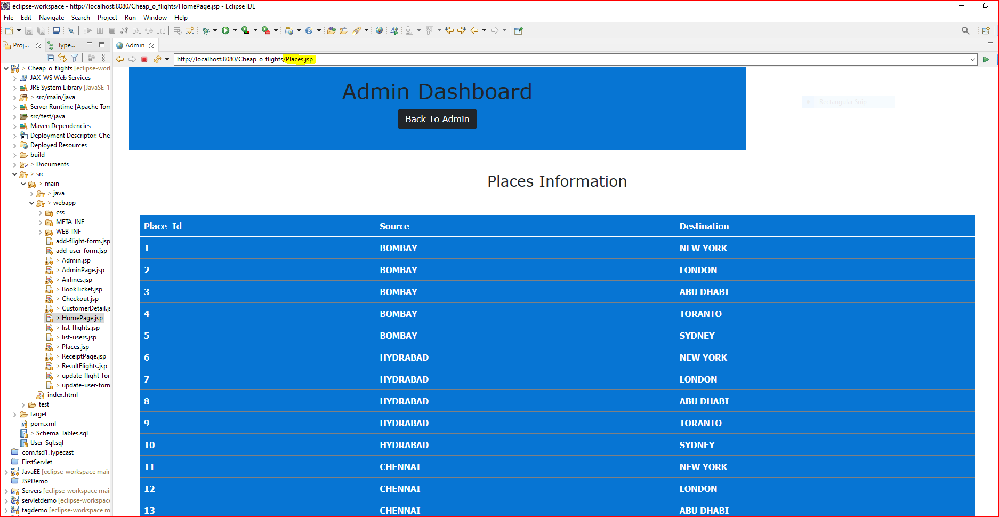 eclipse-workspace - http://localhost:8080/Cheap_o_flights/HomePage.jsp - Eclipse IDE
File Edit Navigate Search Project Run Window Help
Proj... Type...
Admin
http://localhost:8080/Cheap_o_flights/Places.jsp
> Cheap_o_flights [eclipse-worl
JAX-WS Web Services
JRE System Library [JavaSE-1
> src/main/java
Server Runtime [Apache Tom
src/test/java
Maven Dependencies
Deployment Descriptor: Che
Deployed Resources
build
> Documents
> src
> main
> java
> webapp
css
META-INF
WEB-INF
add-flight-form.jsp
add-user-form.jsp
> Admin.jsp
> AdminPage.jsp
> Airlines.jsp
> BookTicket.jsp
> Checkout.jsp
> CustomerDetail.js
> HomePage.jsp
> list-flights.jsp
> list-users.jsp
> Places.jsp
> ReceiptPage.jsp
> ResultFlights.jsp
> update-flight-for
> update-user-form
index.html
test
target
pom.xml
> Schema_Tables.sql
User_Sql.sql
com.fsd1.Typecast
FirstServlet
JavaEE [eclipse-workspace main
JSPDemo
Servers [eclipse-workspace mai
servletdemo [eclipse-workspace
tagdemo [eclipse-workspace m
Admin Dashboard
Back To Admin
Rectangular Snip
Places Information
Place_Id Source Destination
1 BOMBAY NEW YORK
2 BOMBAY LONDON
3 BOMBAY ABU DHABI
4 BOMBAY TORANTO
5 BOMBAY SYDNEY
6 HYDRABAD NEW YORK
7 HYDRABAD LONDON
8 HYDRABAD ABU DHABI
9 HYDRABAD TORANTO
10 HYDRABAD SYDNEY
11 CHENNAI NEW YORK
12 CHENNAI LONDON
13 CHENNAI ABU DHABI